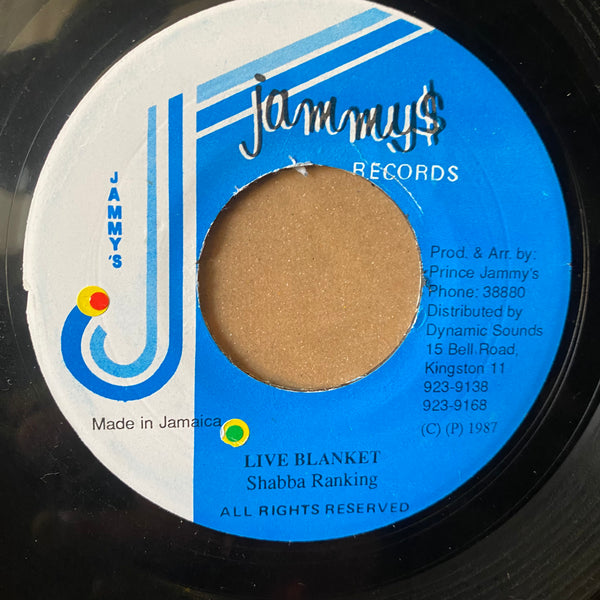 jammy$
RECORDS
JAMMY'S
Prod. & Arr. by:
Prince Jammy's
Phone: 38880
Distributed by
Dynamic Sounds
15 Bell Road,
Kingston 11
923-9138
923-9168
(C) (P) 1987
Made in Jamaica
LIVE BLANKET
Shabba Ranking
ALL RIGHTS RESERVED